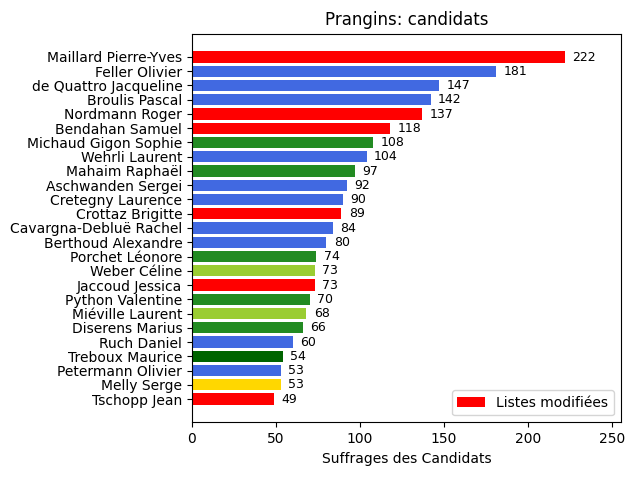 Prangins: candidats
Maillard Pierre-Yves 222
Feller Olivier 181
de Quattro Jacqueline 147
Broulis Pascal 142
Nordmann Roger 137
Bendahan Samuel 118
Michaud Gigon Sophie 108
Wehrli Laurent 104
Mahaim Raphaël 97
Aschwanden Sergei 92
Cretegny Laurence 90
Crottaz Brigitte 89
Cavargna-Debluë Rachel 84
Berthoud Alexandre 80
Porchet Léonore 74
Weber Céline 73
Jaccoud Jessica 73
Python Valentine 70
Miéville Laurent 68
Diserens Marius 66
Ruch Daniel 60
Treboux Maurice 54
Petermann Olivier 53
Melly Serge 53
Tschopp Jean 49
Listes modifiées
0 50 100 150 200 250
Suffrages des Candidats